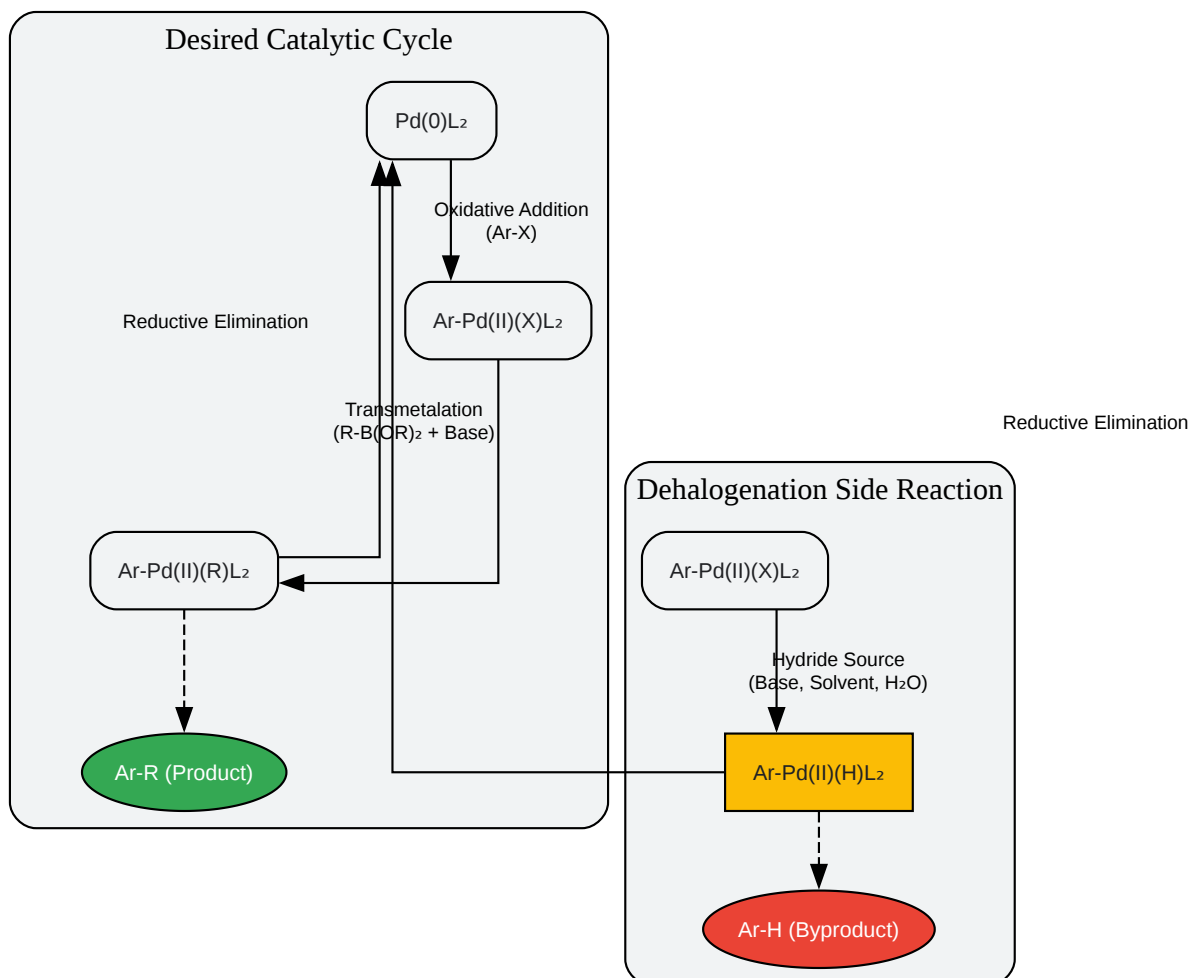 Desired Catalytic Cycle
Pd(0)L₂
Oxidative Addition
(Ar-X)
Ar-Pd(II)(X)L₂
Reductive Elimination
Transmetalation
(R-B(OR)₂ + Base)
Ar-Pd(II)(R)L₂
Ar-R (Product)
Reductive Elimination
Dehalogenation Side Reaction
Ar-Pd(II)(X)L₂
Hydride Source
(Base, Solvent, H₂O)
Ar-Pd(II)(H)L₂
Ar-H (Byproduct)